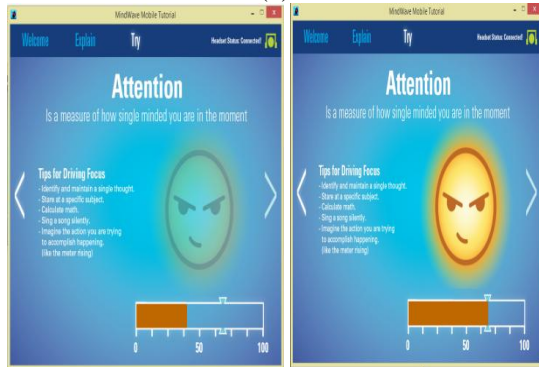 MindWave Mobile Tutorial
Welcome Explain Try Headset Status: Connected!
Attention
Is a measure of how single minded you are in the moment
Tips for Driving Focus
- Identify and maintain a single thought.
- Stare at a specific subject.
- Calculate math.
- Sing a song silently.
- Imagine the action you are trying
to accomplish happening.
(like the meter rising)
0 50 100
MindWave Mobile Tutorial
Welcome Explain Try Headset Status: Connected!
Attention
Is a measure of how single minded you are in the moment
Tips for Driving Focus
- Identify and maintain a single thought.
- Stare at a specific subject.
- Calculate math.
- Sing a song silently.
- Imagine the action you are trying
to accomplish happening.
(like the meter rising)
0 50 100